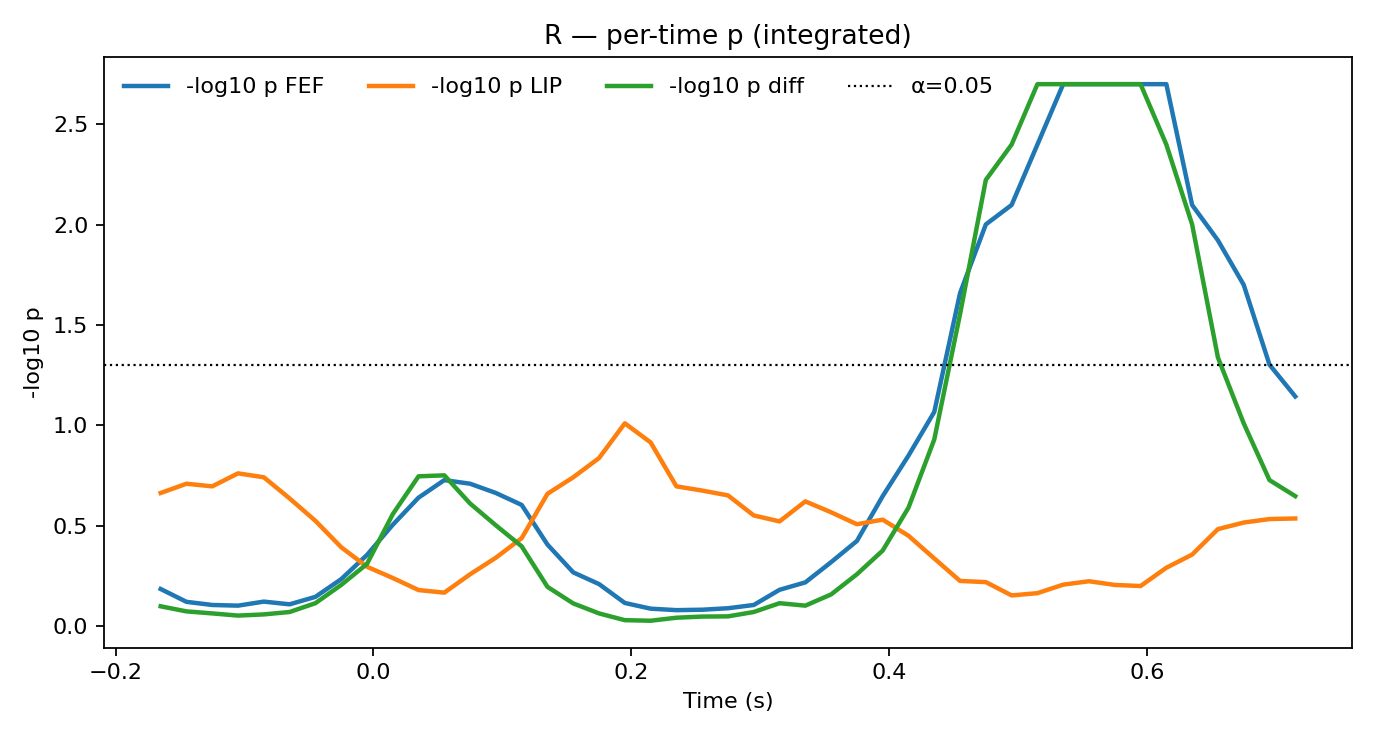 R — per-time p (integrated)
-log10 p FEF
-log10 p LIP
-log10 p diff
α=0.05
-log10 p
2.5
2.0
1.5
1.0
0.5
0.0
−0.2
0.0
0.2
0.4
0.6
Time (s)